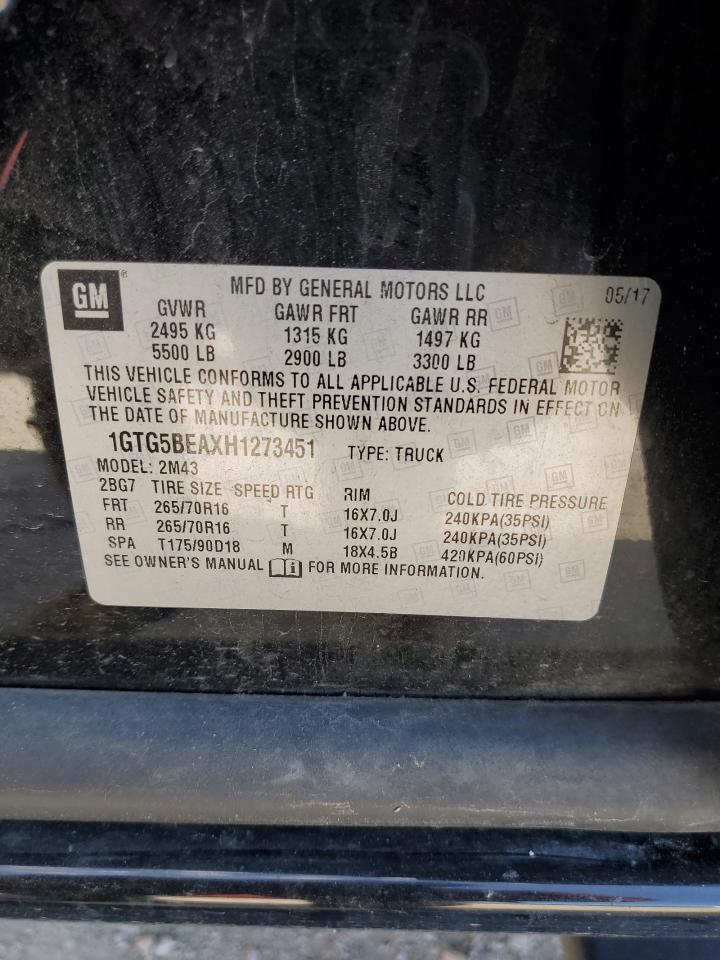 GM ®
MFD BY GENERAL MOTORS LLC 05/17
GVWR GAWR FRT GAWR RR
2495 KG 1315 KG 1497 KG
5500 LB 2900 LB 3300 LB
THIS VEHICLE CONFORMS TO ALL APPLICABLE U.S. FEDERAL MOTOR
VEHICLE SAFETY AND THEFT PREVENTION STANDARDS IN EFFECT ON
THE DATE OF MANUFACTURE SHOWN ABOVE.
1GTG5BEAXH1273451 TYPE: TRUCK
MODEL: 2M43
2BG7 TIRE SIZE SPEED RTG RIM COLD TIRE PRESSURE
FRT 265/70R16 T 16X7.0J 240KPA(35PSI)
RR 265/70R16 T 16X7.0J 240KPA(35PSI)
SPA T175/90D18 M 18X4.5B 420KPA(60PSI)
SEE OWNER'S MANUAL FOR MORE INFORMATION.